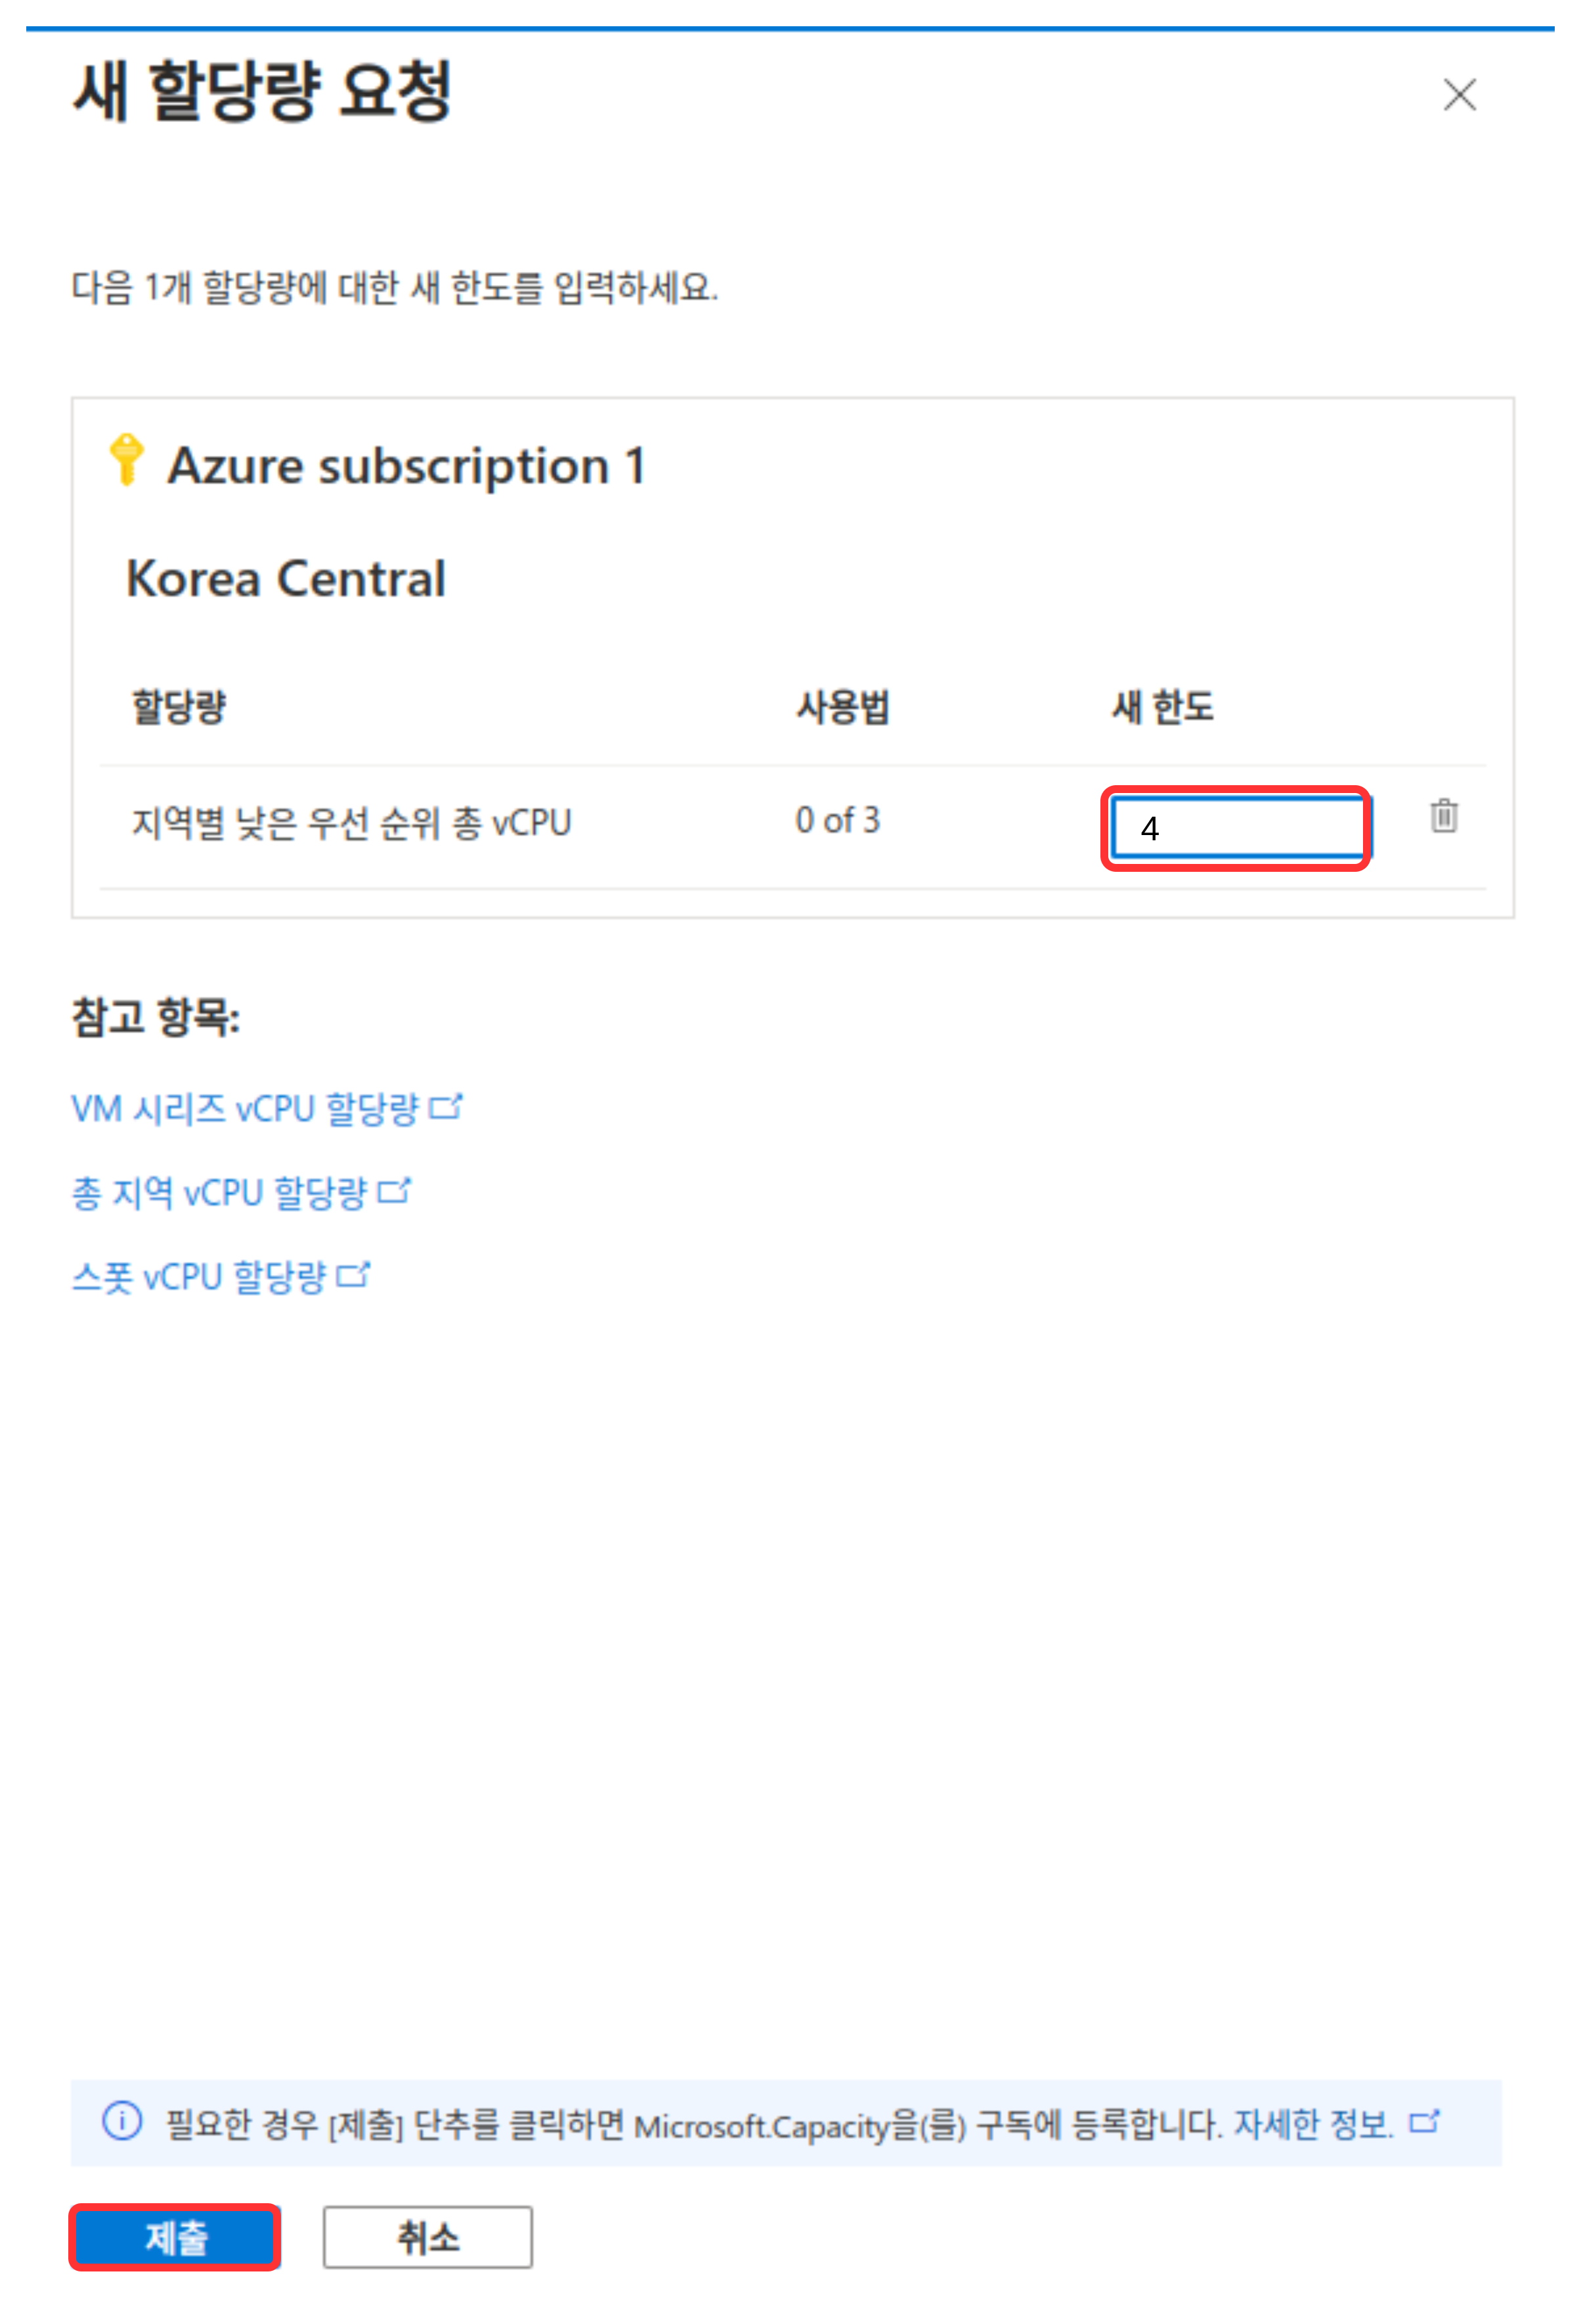 새 할당량 요청
다음 1개 할당량에 대한 새 한도를 입력하세요.
Azure subscription 1
Korea Central
할당량 사용법 새 한도
지역별 낮은 우선 순위 총 vCPU 0 of 3 4
참고 항목:
VM 시리즈 vCPU 할당량
총 지역 vCPU 할당량
스폿 vCPU 할당량
필요한 경우 [제출] 단추를 클릭하면 Microsoft.Capacity을(를) 구독에 등록합니다. 자세한 정보.
제출 취소